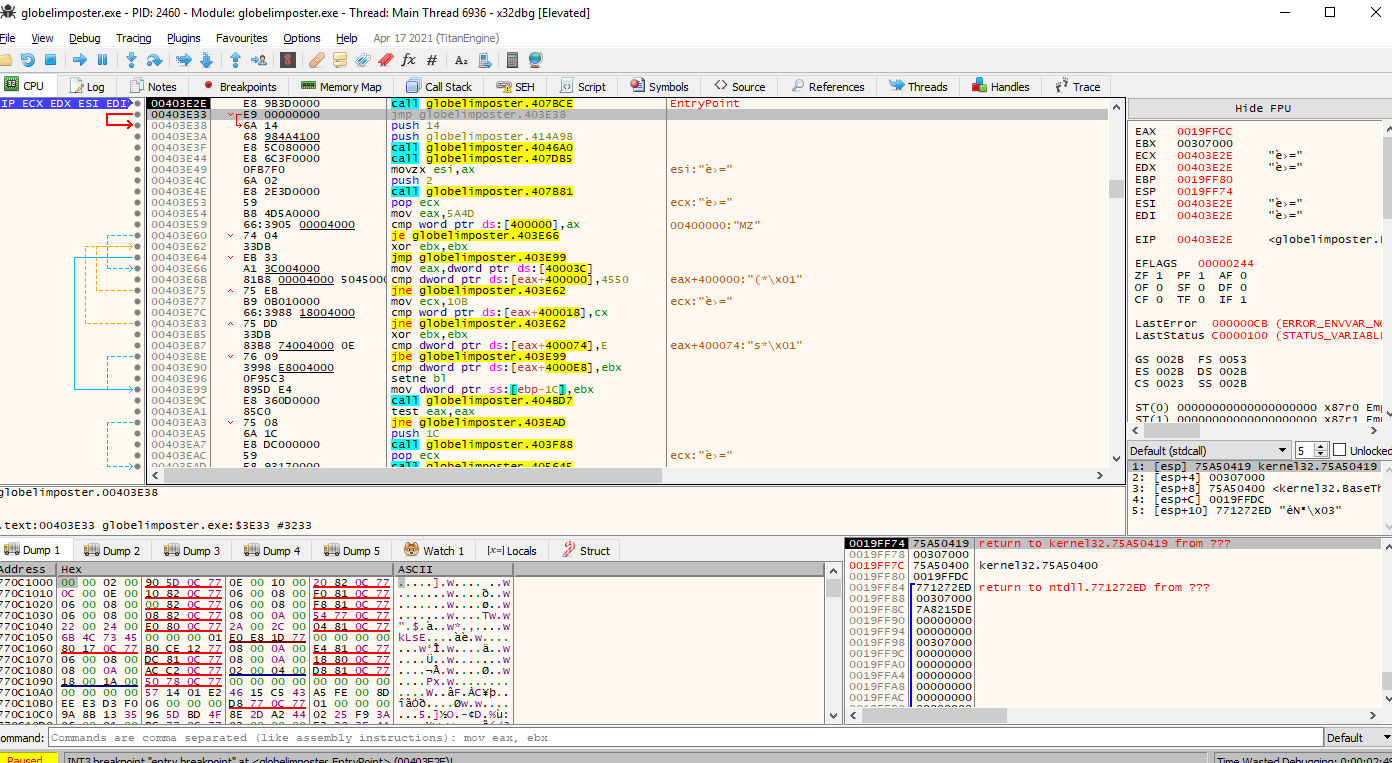 globelimposter.exe - PID: 2460 - Module: globelimposter.exe - Thread: Main Thread 6936 - x32dbg [Elevated]
File View Debug Tracing Plugins Favourites Options Help Apr 17 2021 (TitanEngine)
CPU Log Notes Breakpoints Memory Map Call Stack SEH Script Symbols Source References Threads Handles Trace
IP ECX EDX ESI EDI
00403E2E E8 9B3D0000 call globelimposter.407BCE EntryPoint
00403E33 E9 00000000 jmp globelimposter.403E38
00403E38 6A 14 push 14
00403E3A 68 984A4100 push globelimposter.414A98
00403E3F E8 5C080000 call globelimposter.4046A0
00403E44 E8 6C3F0000 call globelimposter.407DB5
00403E49 0FB7F0 movzx esi,ax esi:"è›="
00403E4C 6A 02 push 2
00403E4E E8 2E3D0000 call globelimposter.407B81
00403E53 59 pop ecx ecx:"è›="
00403E54 B8 4D5A0000 mov eax,5A4D
00403E59 66:3905 00004000 cmp word ptr ds:[400000],ax 00400000:"MZ"
00403E60 74 04 je globelimposter.403E66
00403E62 33DB xor ebx,ebx
00403E64 EB 33 jmp globelimposter.403E99
00403E66 A1 3C004000 mov eax,dword ptr ds:[40003C]
00403E6B 81B8 00004000 5045000 cmp dword ptr ds:[eax+400000],4550 eax+400000:"(*\x01"
00403E75 75 EB jne globelimposter.403E62
00403E77 B9 0B010000 mov ecx,10B ecx:"è›="
00403E7C 66:3988 18004000 cmp word ptr ds:[eax+400018],cx
00403E83 75 DD jne globelimposter.403E62
00403E85 33DB xor ebx,ebx
00403E87 83B8 74004000 0E cmp dword ptr ds:[eax+400074],E eax+400074:"s*\x01"
00403E8E 76 09 jbe globelimposter.403E99
00403E90 3998 E8004000 cmp dword ptr ds:[eax+4000E8],ebx
00403E96 0F95C3 setne bl
00403E99 895D E4 mov dword ptr ss:[ebp-1C],ebx
00403E9C E8 360D0000 call globelimposter.404BD7
00403EA1 85C0 test eax,eax
00403EA3 75 08 jne globelimposter.403EAD
00403EA5 6A 1C push 1C
00403EA7 E8 DC000000 call globelimposter.403F88
00403EAC 59 pop ecx ecx:"è›="
00403EAD E8 93170000 call globelimposter.405645
Hide FPU
EAX 0019FFCC
EBX 00307000
ECX 00403E2E "è›="
EDX 00403E2E "è›="
EBP 0019FF80
ESP 0019FF74
ESI 00403E2E "è›="
EDI 00403E2E "è›="
EIP 00403E2E <globelimposter.
EFLAGS 00000244
ZF 1 PF 1 AF 0
OF 0 SF 0 DF 0
CF 0 TF 0 IF 1
LastError 000000CB (ERROR_ENVVAR_NO
LastStatus C0000100 (STATUS_VARIABL
GS 002B FS 0053
ES 002B DS 002B
CS 0023 SS 002B
ST(0) 00000000000000000000 x87r0 Emp
ST(1) 00000000000000000000 x87r1 Emp
Default (stdcall) 5 Unlocked
1: [esp] 75A50419 kernel32.75A50419
2: [esp+4] 00307000
3: [esp+8] 75A50400 <kernel32.BaseTh
4: [esp+C] 0019FFDC
5: [esp+10] 771272ED "éNª\x03"
globelimposter.00403E38
.text:00403E33 globelimposter.exe:$3E33 #3233
Dump 1 Dump 2 Dump 3 Dump 4 Dump 5 Watch 1 [x=] Locals Struct
Address Hex ASCII
770C1000 00 00 02 00 90 5D 0C 77 0E 00 10 00 20 82 0C 77 .....].w.... ..w
770C1010 0C 00 0E 00 10 82 0C 77 06 00 08 00 F0 81 0C 77 .......w....ð..w
770C1020 06 00 08 00 00 82 0C 77 06 00 08 00 F8 81 0C 77 .......w....ø..w
770C1030 06 00 08 00 08 82 0C 77 08 00 0A 00 54 77 0C 77 .......w....Tw.w
770C1040 22 00 24 00 E0 80 0C 77 2A 00 2C 00 04 81 0C 77 ".$.à..w*.,....w
770C1050 6B 4C 73 45 00 00 00 01 E0 E8 1D 77 00 00 00 00 kLsE....àè.w....
770C1060 80 17 0C 77 B0 CE 12 77 08 00 0A 00 E4 81 0C 77 ...w°Î.w....ä..w
770C1070 06 00 08 00 DC 81 0C 77 08 00 0A 00 18 80 0C 77 ....Ü..w.......w
770C1080 08 00 0A 00 AC C2 0C 77 02 00 04 00 D8 81 0C 77 ....¬Â.w....Ø..w
770C1090 18 00 1A 00 50 78 0C 77 00 00 00 00 00 00 00 00 ....Px.w........
770C10A0 00 00 00 00 57 14 01 E2 46 15 C5 43 A5 FE 00 8D ....W..âF.ÅC¥þ..
770C10B0 EE E3 D3 F0 06 00 00 00 D8 77 0C 77 01 00 00 00 îãÓð....Øw.w....
770C10C0 9A 8B 13 35 96 5D BD 4F 8E 2D A2 44 02 25 F9 3A ...5.]½O.-¢D.%ù:
0019FF74 75A50419 return to kernel32.75A50419 from ???
0019FF78 00307000
0019FF7C 75A50400 kernel32.75A50400
0019FF80 0019FFDC
0019FF84 771272ED return to ntdll.771272ED from ???
0019FF88 00307000
0019FF8C 7A8215DE
0019FF90 00000000
0019FF94 00000000
0019FF98 00307000
0019FF9C 00000000
0019FFA0 00000000
0019FFA4 00000000
0019FFA8 00000000
0019FFAC 00000000
ommand: Commands are comma separated (like assembly instructions): mov eax, ebx Default
Paused INT3 breakpoint "entry breakpoint" at <globelimposter.EntryPoint> (00403E2E)! Time Wasted Debugging: 0:00:02:48